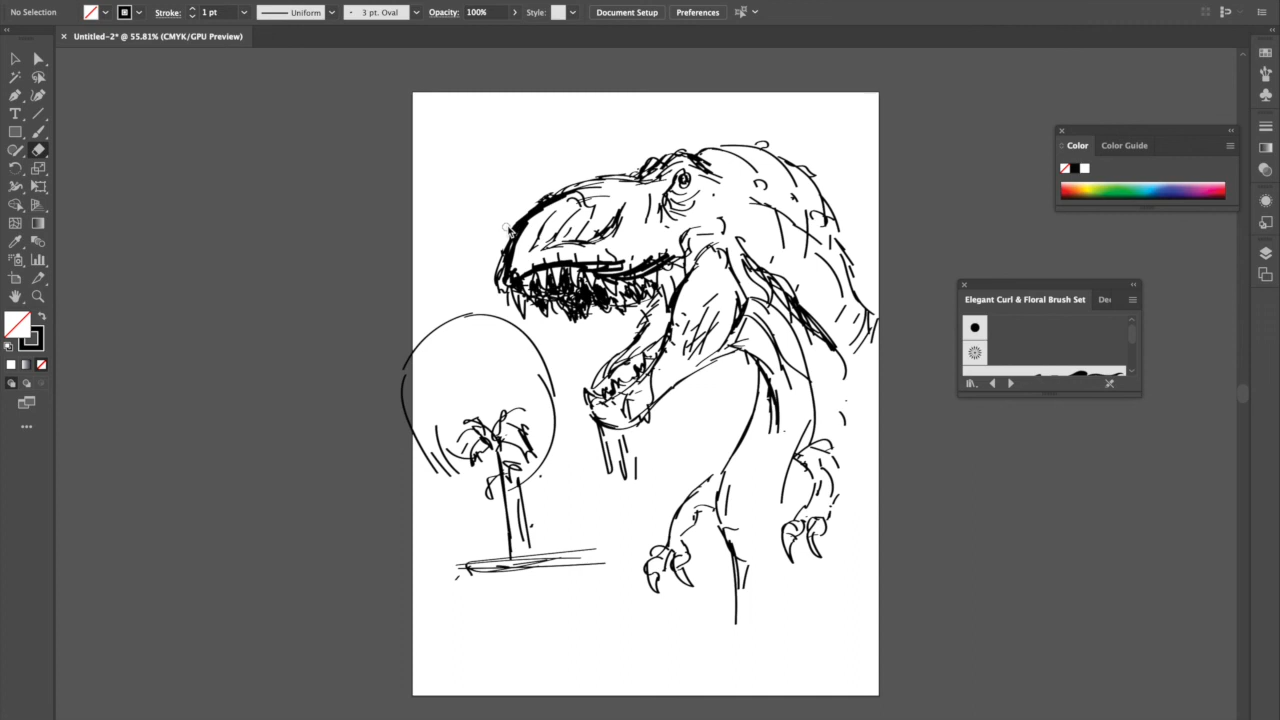 No Selection Stroke: 1 pt Uniform 3 pt. Oval Opacity: 100% Style: Document Setup Preferences
Untitled-2* @ 55.81% (CMYK/GPU Preview)
Color Color Guide
Elegant Curl & Floral Brush Set De